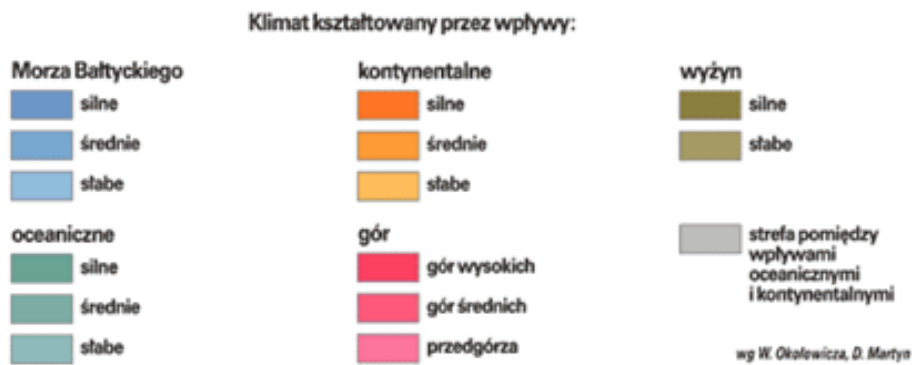 Klimat kształtowany przez wpływy:
Morza Bałtyckiego
silne
średnie
słabe
oceaniczne
silne
średnie
słabe
kontynentalne
silne
średnie
słabe
gór
gór wysokich
gór średnich
przedgórza
wyżyn
silne
słabe
strefa pomiędzy
wpływami
oceanicznymi
i kontynentalnymi
wg W. Okołowicza, D. Martyn